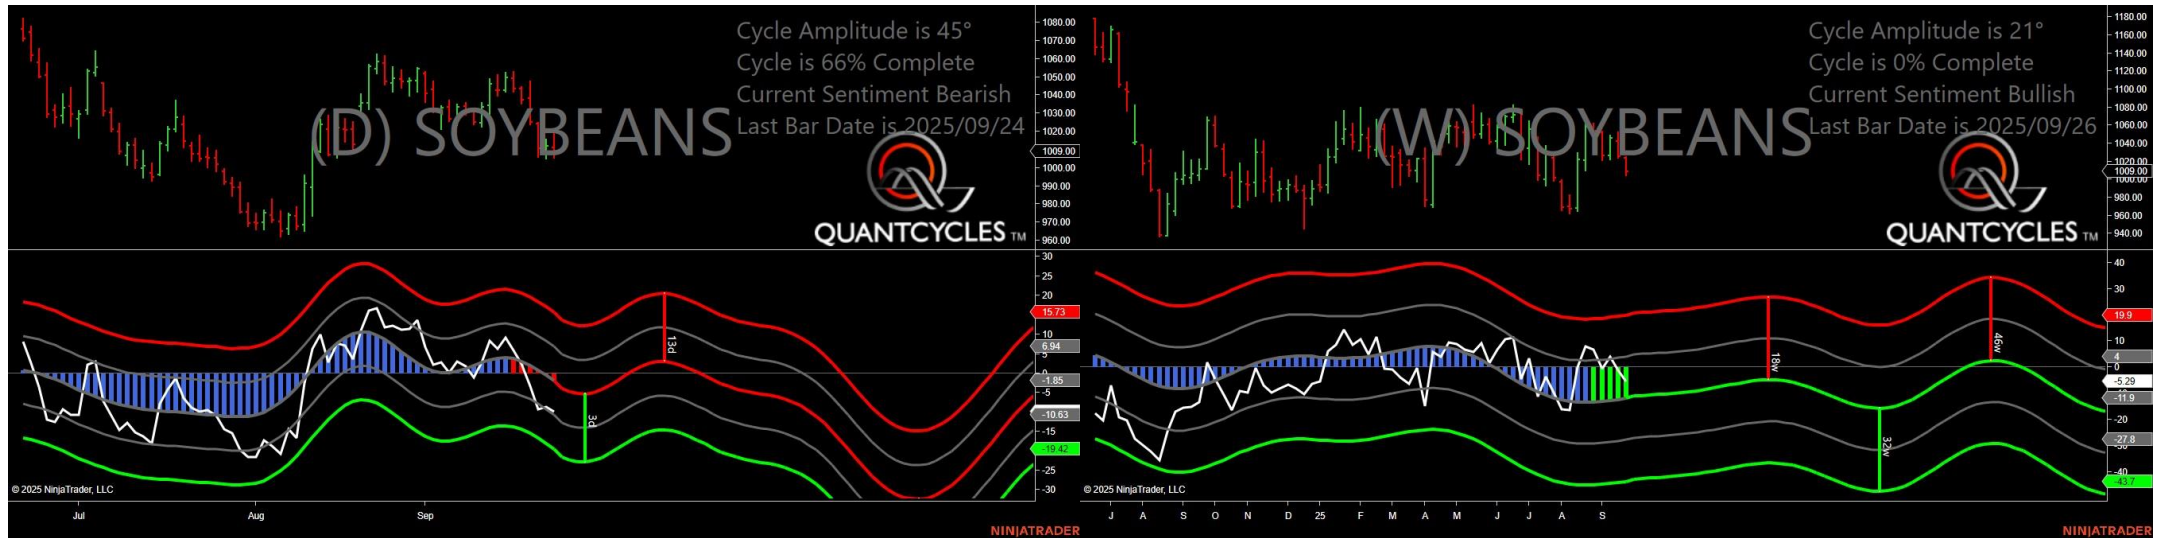 Cycle Amplitude is 45°
Cycle is 66% Complete
Current Sentiment Bearish
Last Bar Date is 2025/09/24
(D) SOYBEANS
QUANTCYCLES TM
1080.00
1070.00
1060.00
1050.00
1040.00
1030.00
1020.00
1009.00
1000.00
990.00
980.00
970.00
960.00
30
25
20
15.73
10
6.94
5
0
-1.85
-5
-10.63
-15
-19.42
-25
-30
13d
3d
© 2025 NinjaTrader, LLC
Jul
Aug
Sep
NINJATRADER
Cycle Amplitude is 21°
Cycle is 0% Complete
Current Sentiment Bullish
Last Bar Date is 2025/09/26
(W) SOYBEANS
QUANTCYCLES TM
1180.00
1160.00
1140.00
1120.00
1100.00
1080.00
1060.00
1040.00
1020.00
1009.00
1000.00
980.00
960.00
940.00
40
30
19.9
10
4
0
-5.29
-11.9
-20
-27.8
-40
-43.7
18w
46w
32w
© 2025 NinjaTrader, LLC
J A S O N D 25 F M A M J J A S
NINJATRADER